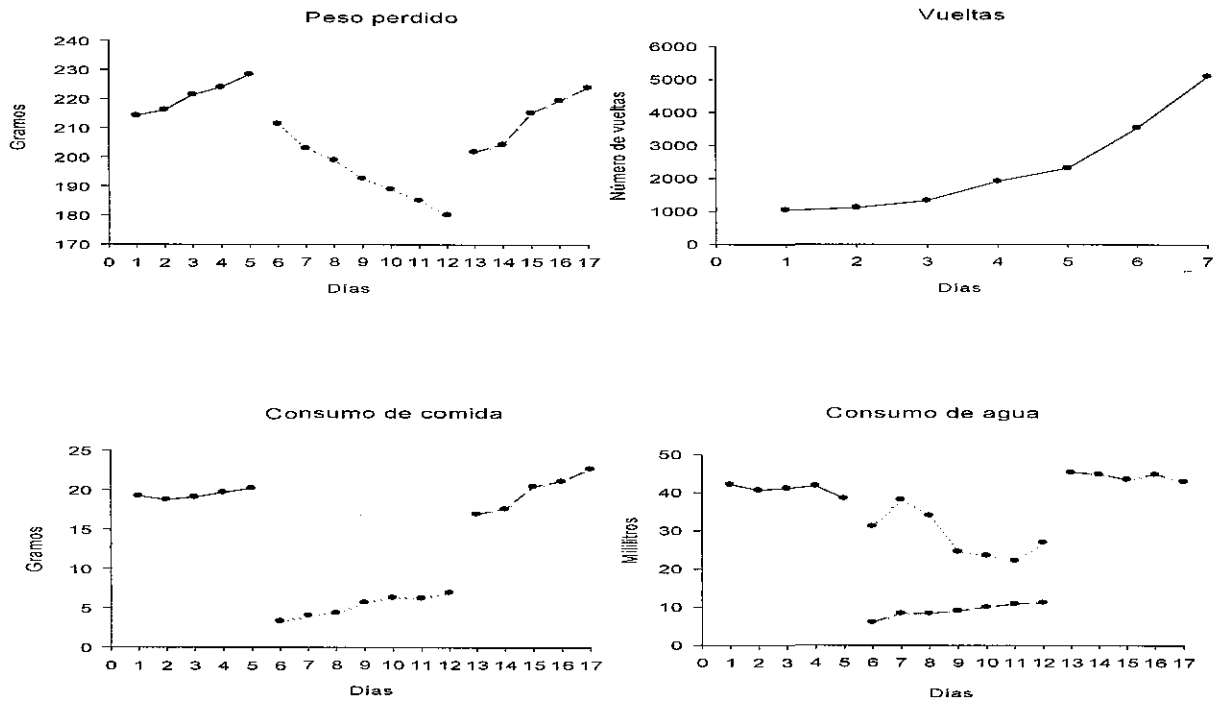 Peso perdido
240
230
220
210
200
190
180
170
Gramos
0 1 2 3 4 5 6 7 8 9 10 11 12 13 14 15 16 17
Días
Vueltas
6000
5000
4000
3000
2000
1000
0
Número de vueltas
0 1 2 3 4 5 6 7
Días
Consumo de comida
25
20
15
10
5
0
Gramos
0 1 2 3 4 5 6 7 8 9 10 11 12 13 14 15 16 17
Días
Consumo de agua
50
40
30
20
10
0
Mililitros
0 1 2 3 4 5 6 7 8 9 10 11 12 13 14 15 16 17
Días